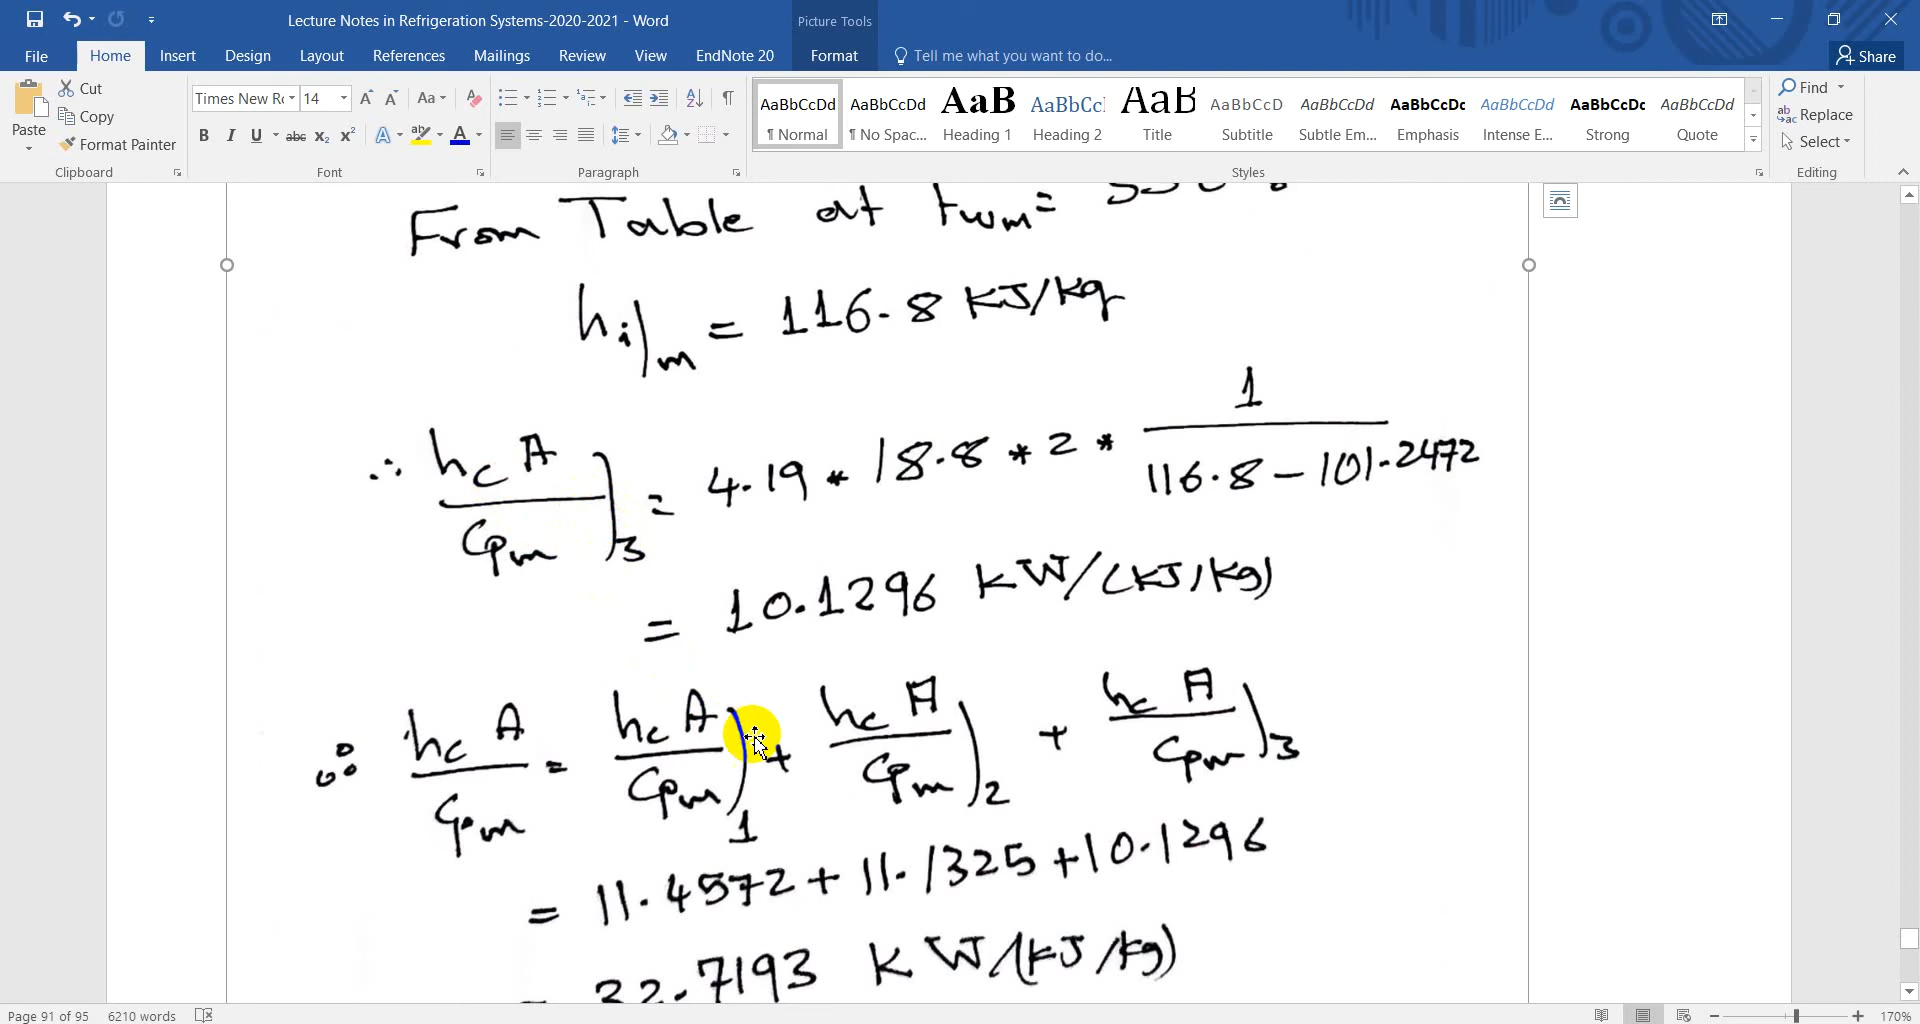 Lecture Notes in Refrigeration Systems-2020-2021 - Word
Picture Tools
File Home Insert Design Layout References Mailings Review View EndNote 20 Format Tell me what you want to do... Share
Paste
Cut
Copy
Format Painter
Clipboard
Times New Ro 14
Font
Paragraph
AaBbCcDd AaBbCcDd AaB AaBbCc AaB AaBbCcD AaBbCcDd AaBbCcDc AaBbCcDd AaBbCcDc AaBbCcDd
¶ Normal ¶ No Spac... Heading 1 Heading 2 Title Subtitle Subtle Em... Emphasis Intense E... Strong Quote
Styles
Find
Replace
Select
Editing
From Table at twm =
hi)m = 116.8 KJ/kg
∴ hc A / Cpm )3 = 4.19 * 18.8 * 2 * 1 / 116.8 - 101.2472
= 10.1296 KW/(KJ/Kg)
∴ hc A / Cpm = hc A / Cpm )1 + hc A / Cpm )2 + hc A / Cpm )3
= 11.4572 + 11.1325 + 10.1296
= 32.7193 KW/(KJ/kg)
Page 91 of 95 6210 words 170%